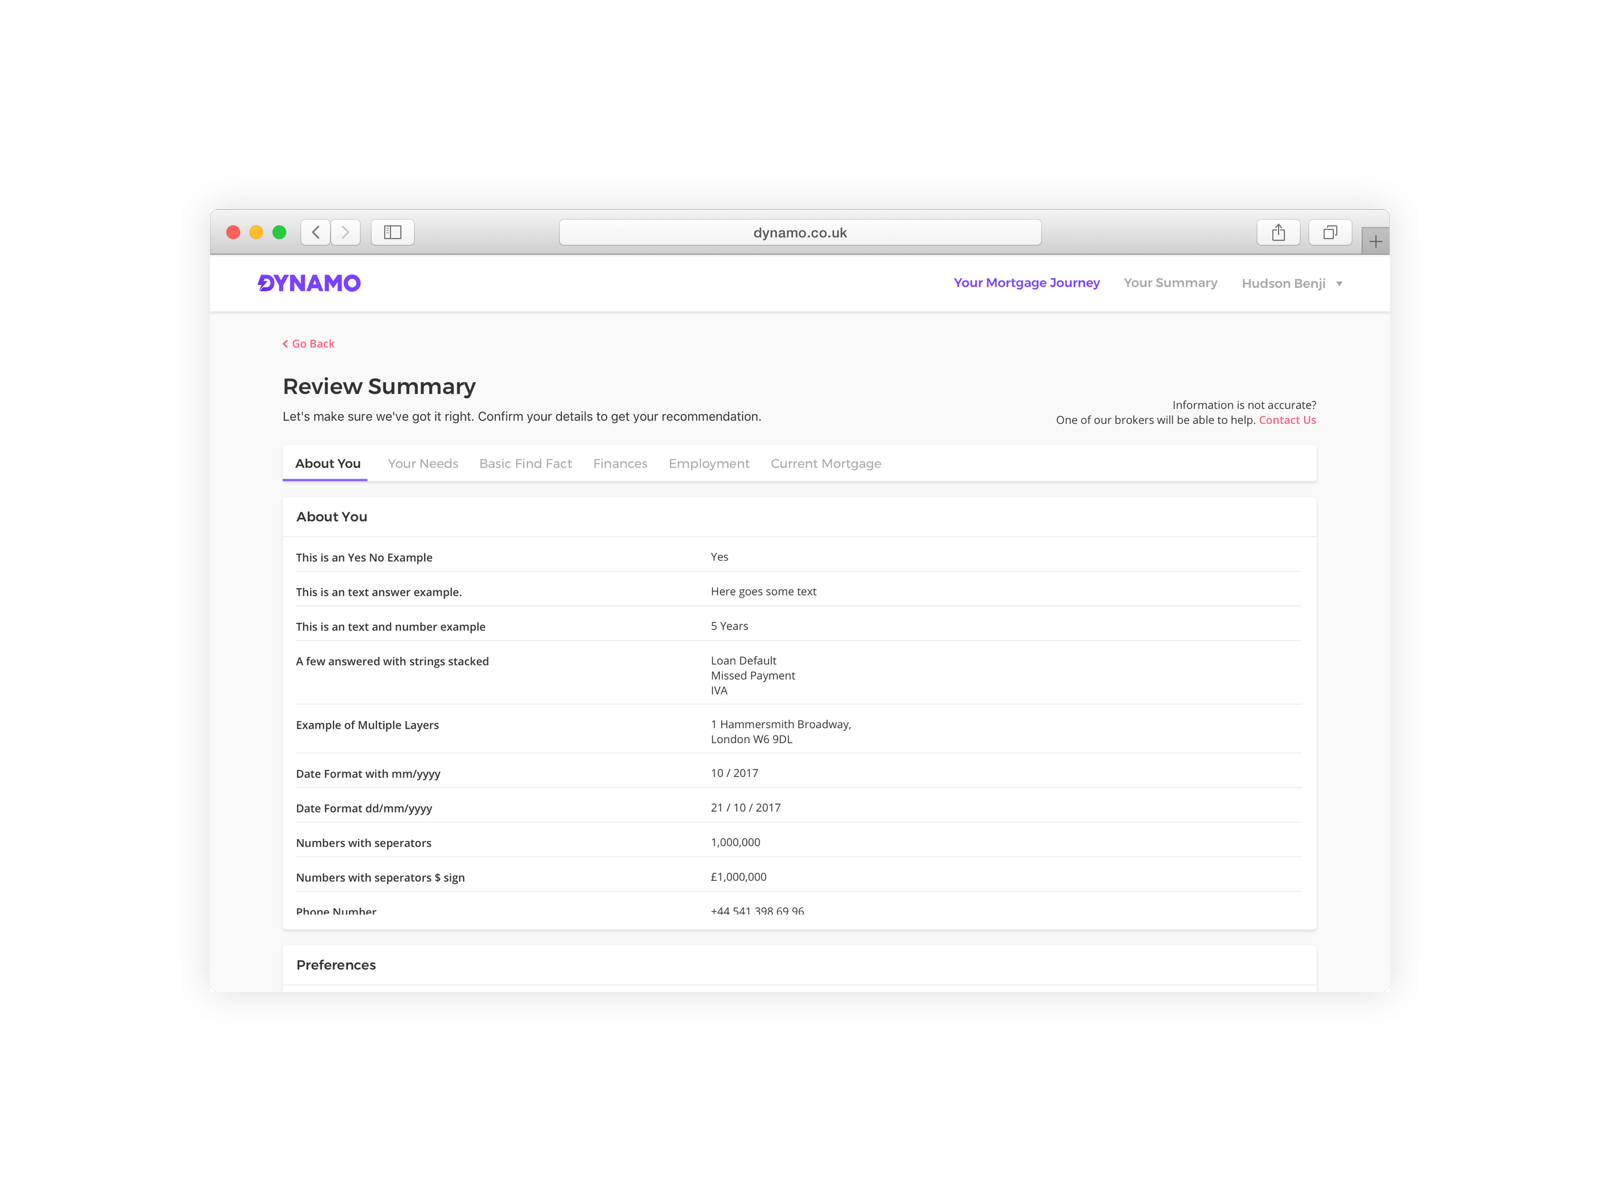 dynamo.co.uk
DYNAMO
Your Mortgage Journey
Your Summary
Hudson Benji
Go Back
Review Summary
Let's make sure we've got it right. Confirm your details to get your recommendation.
Information is not accurate?
One of our brokers will be able to help. Contact Us
About You
Your Needs
Basic Find Fact
Finances
Employment
Current Mortgage
About You
This is an Yes No Example
Yes
This is an text answer example.
Here goes some text
This is an text and number example
5 Years
A few answered with strings stacked
Loan Default
Missed Payment
IVA
Example of Multiple Layers
1 Hammersmith Broadway,
London W6 9DL
Date Format with mm/yyyy
10 / 2017
Date Format dd/mm/yyyy
21 / 10 / 2017
Numbers with seperators
1,000,000
Numbers with seperators $ sign
£1,000,000
Phone Number
+44 541 398 69 96
Preferences